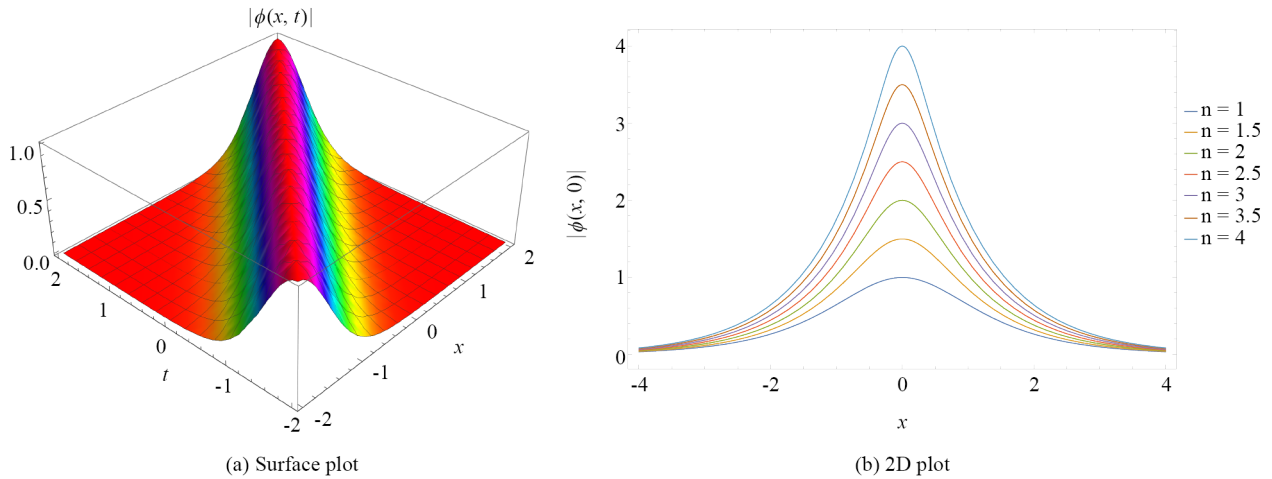 |ϕ(x, t)|
1.0
0.5
0.0
2
1
0
-1
-2
t
-2
-1
0
1
2
x
(a) Surface plot
4
3
2
1
0
|ϕ(x, 0)|
-4 -2 0 2 4
x
n = 1
n = 1.5
n = 2
n = 2.5
n = 3
n = 3.5
n = 4
(b) 2D plot